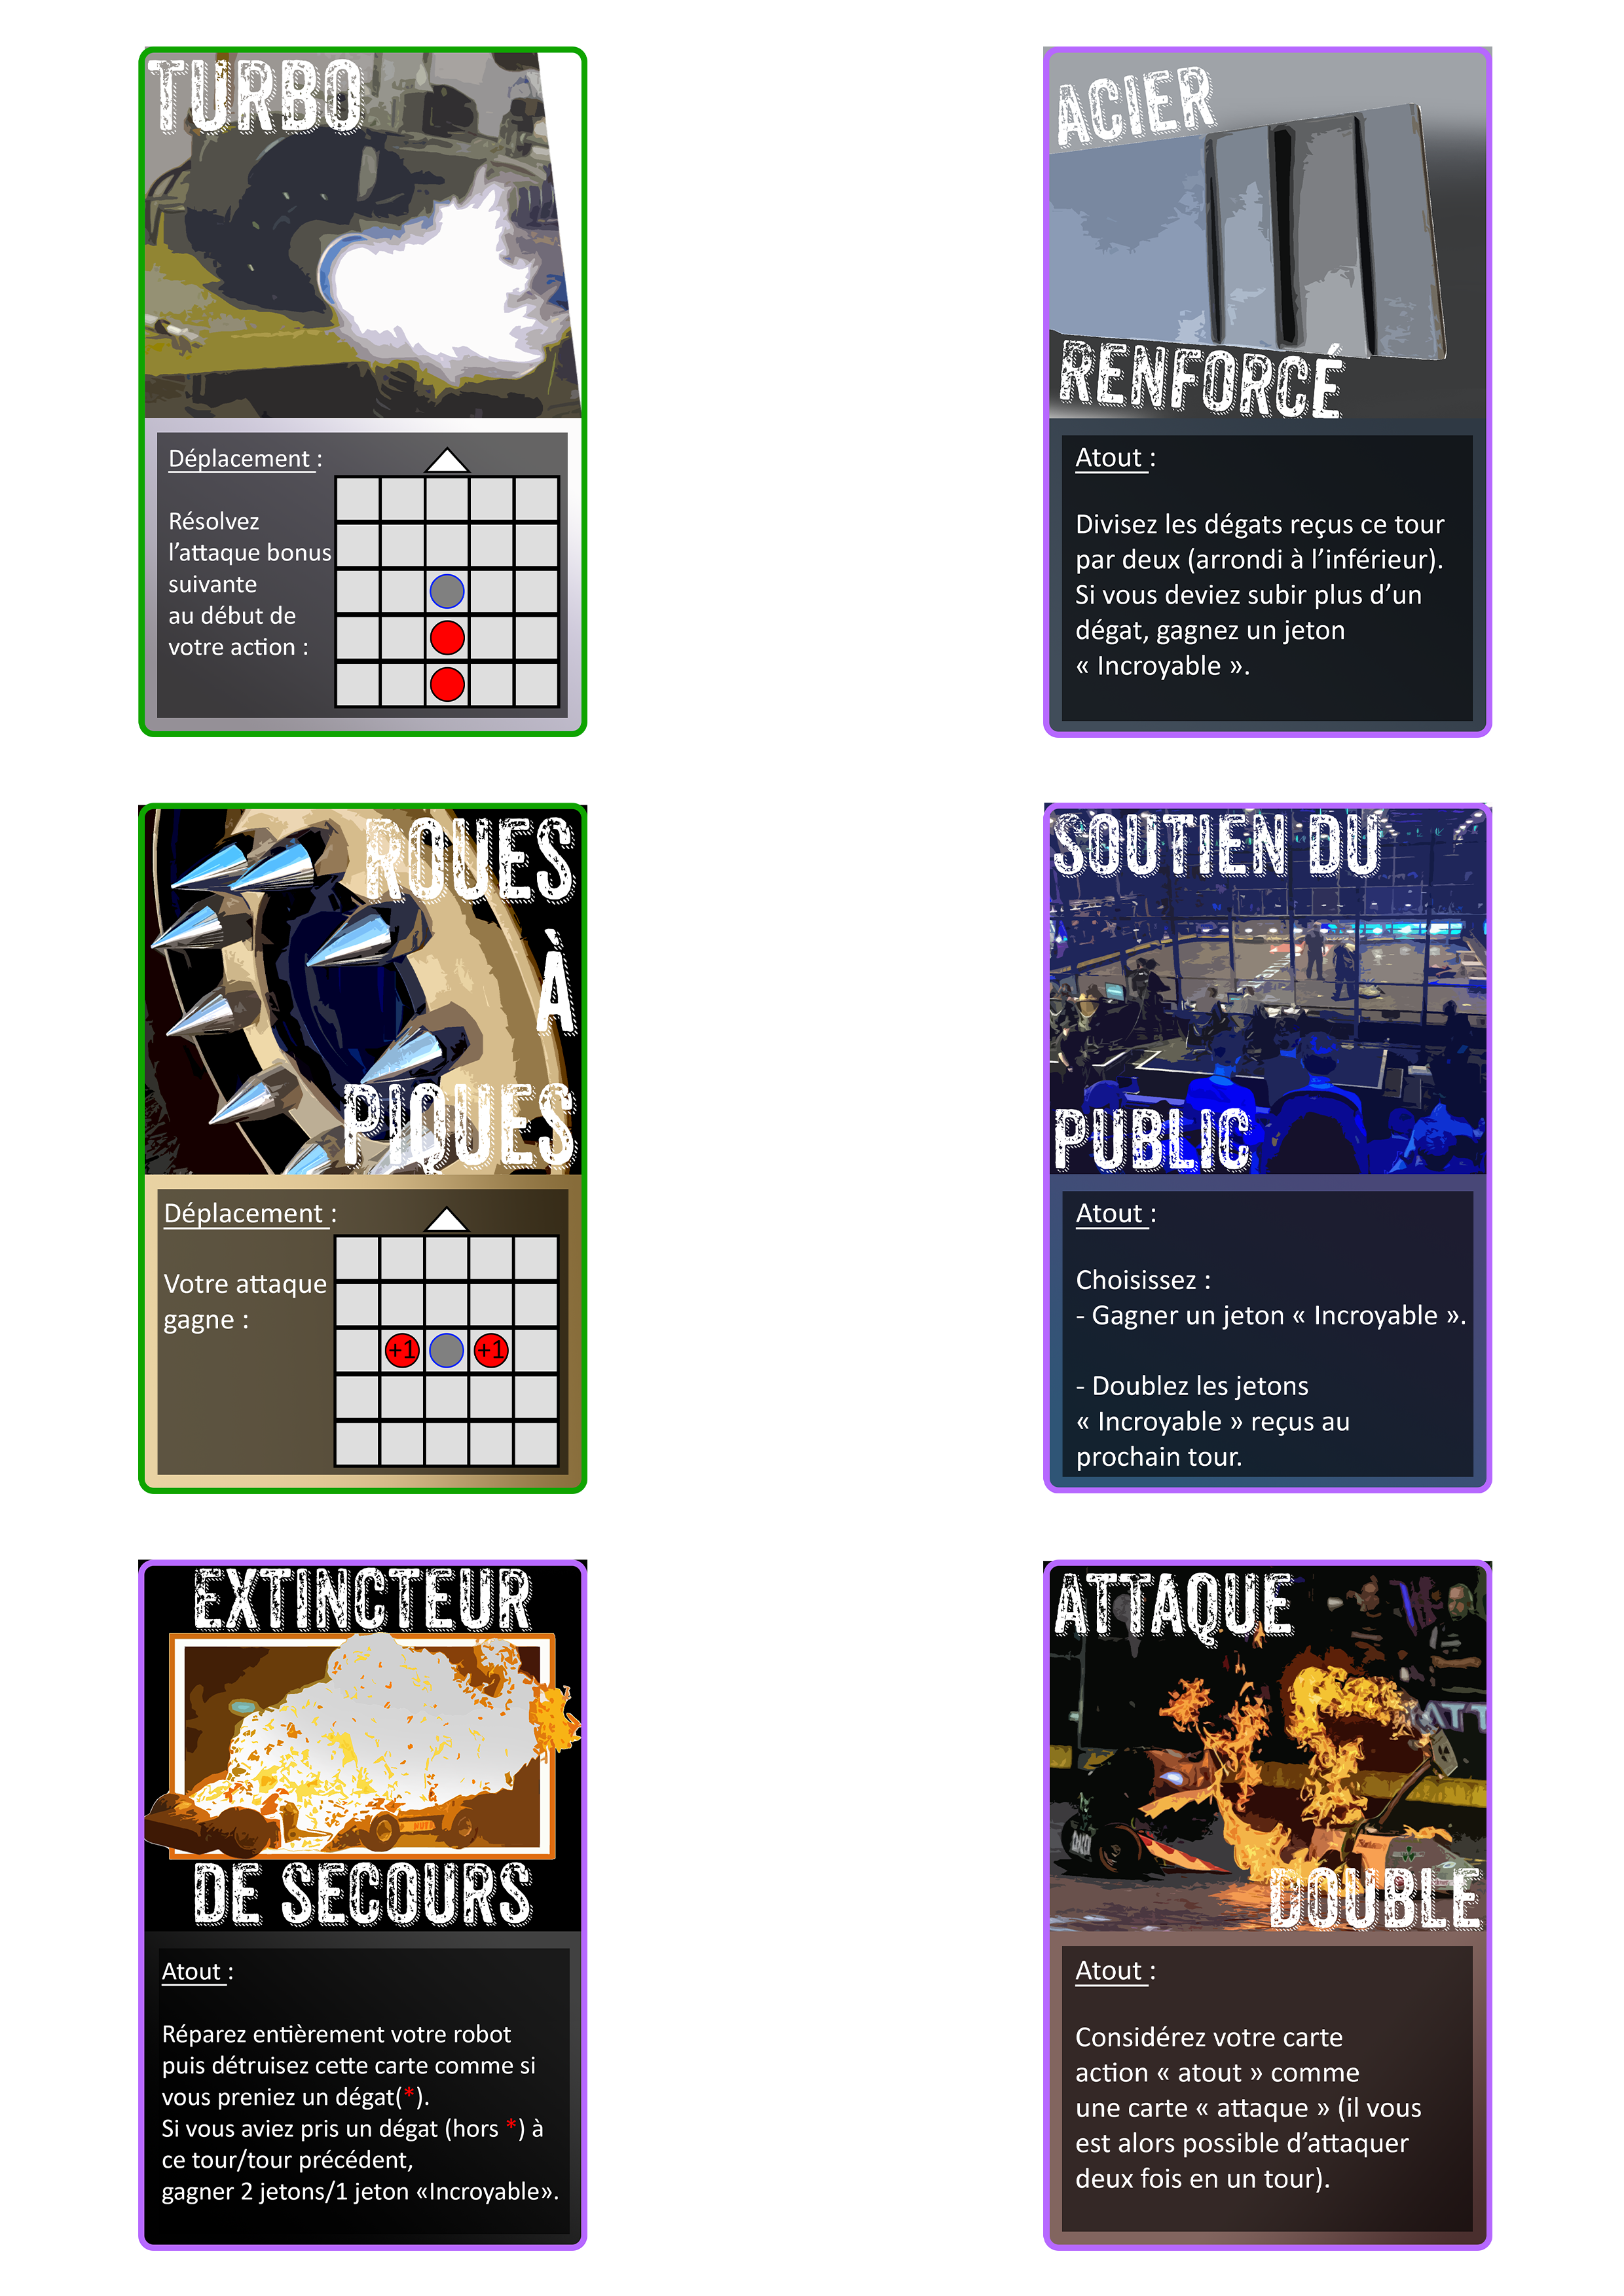 TURBO
Déplacement :
Résolvez
l'attaque bonus
suivante
au début de
votre action :
ACIER
RENFORCÉ
Atout :
Divisez les dégats reçus ce tour
par deux (arrondi à l'inférieur).
Si vous deviez subir plus d'un
dégat, gagnez un jeton
« Incroyable ».
ROUES
À
PIQUES
Déplacement :
Votre attaque
gagne :
+1 +1
SOUTIEN DU
PUBLIC
Atout :
Choisissez :
- Gagner un jeton « Incroyable ».
- Doublez les jetons
« Incroyable » reçus au
prochain tour.
EXTINCTEUR
DE SECOURS
Atout :
Réparez entièrement votre robot
puis détruisez cette carte comme si
vous preniez un dégat(*).
Si vous aviez pris un dégat (hors *) à
ce tour/tour précédent,
gagner 2 jetons/1 jeton «Incroyable».
ATTAQUE
DOUBLE
Atout :
Considérez votre carte
action « atout » comme
une carte « attaque » (il vous
est alors possible d'attaquer
deux fois en un tour).